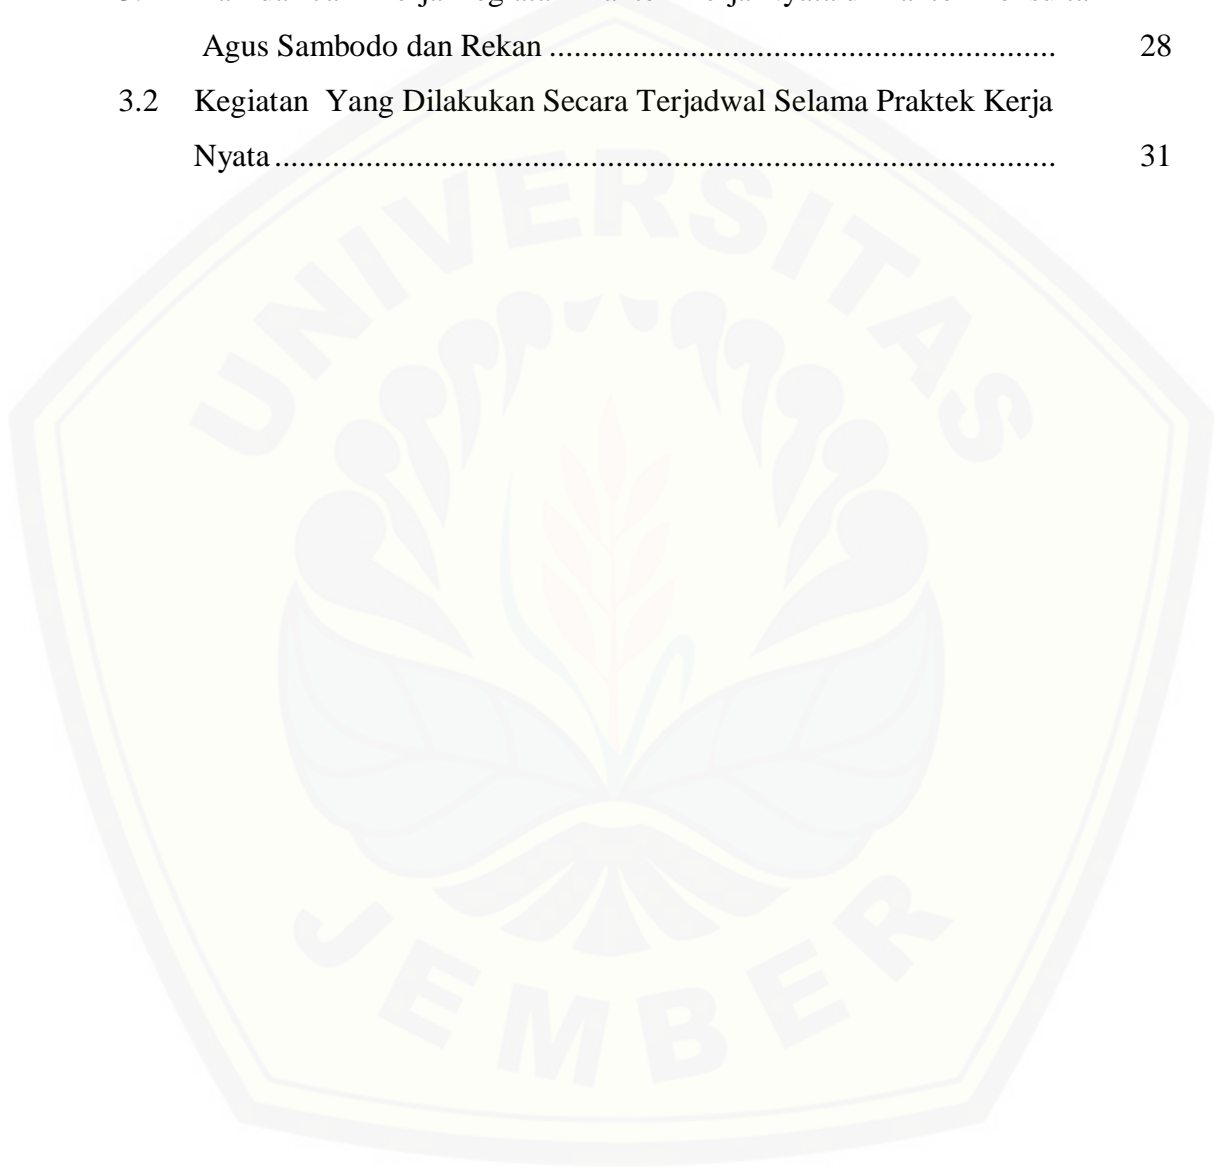 Agus Sambodo dan Rekan ............................................................. 28
3.2 Kegiatan Yang Dilakukan Secara Terjadwal Selama Praktek Kerja
Nyata .............................................................................................. 31
UNIVERSITAS
JEMBER